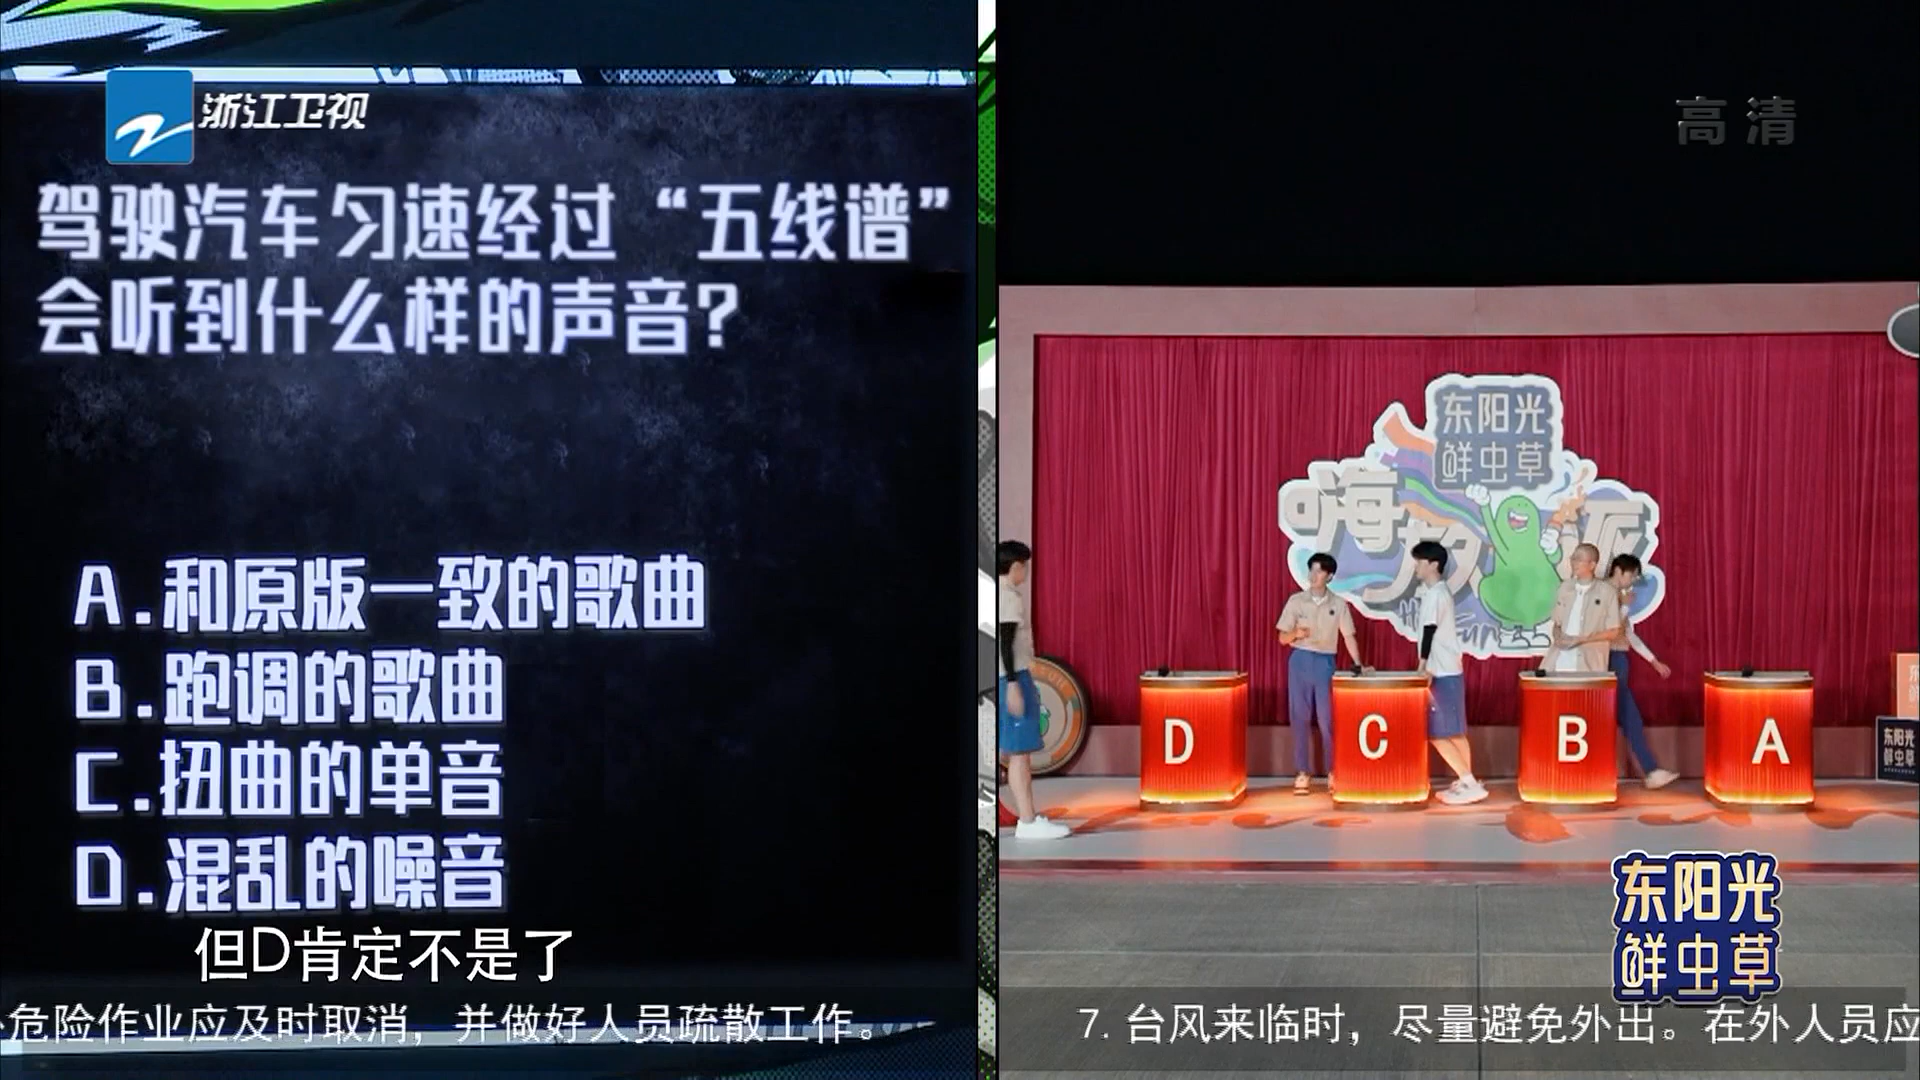 浙江卫视
高清
驾驶汽车匀速经过“五线谱”
会听到什么样的声音?
A.和原版一致的歌曲
B.跑调的歌曲
C.扭曲的单音
D.混乱的噪音
东阳光
鲜虫草
嗨放派
D
C
B
A
东阳光
鲜虫草
东阳光
鲜虫草
但D肯定不是了
危险作业应及时取消，并做好人员疏散工作。
7. 台风来临时，尽量避免外出。在外人员应